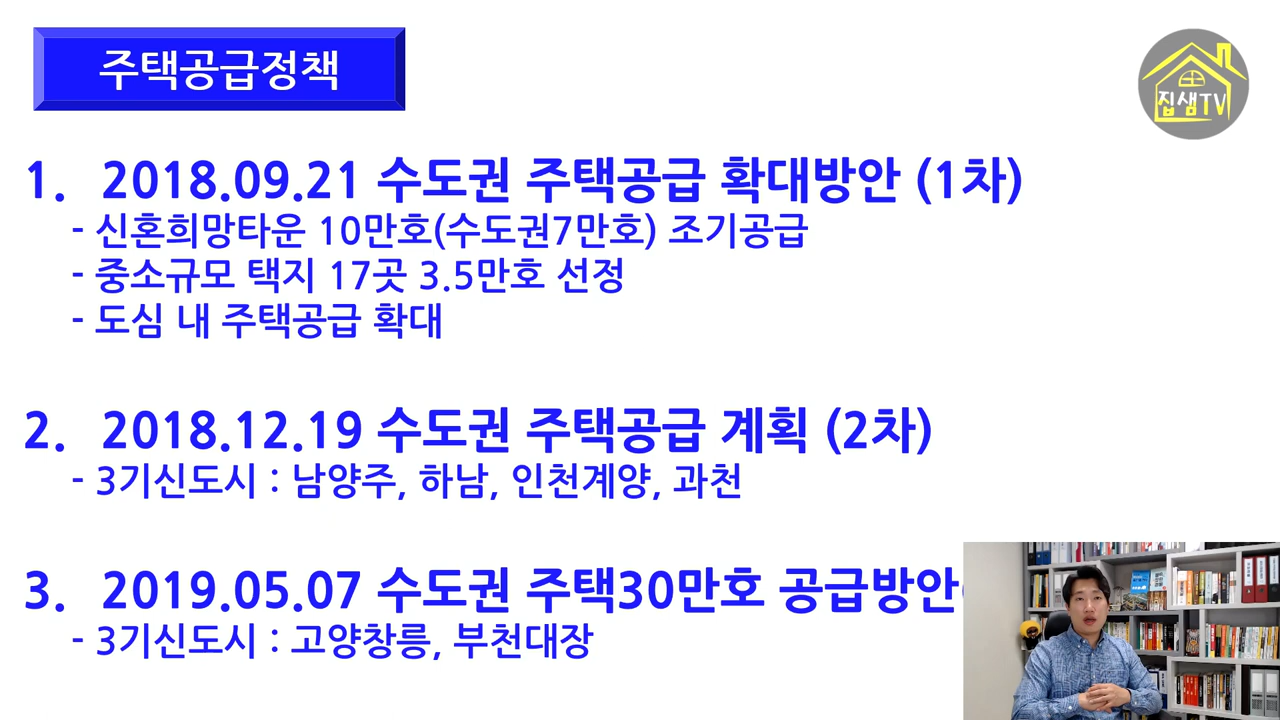 주택공급정책
집샘TV
1. 2018.09.21 수도권 주택공급 확대방안 (1차)
- 신혼희망타운 10만호(수도권7만호) 조기공급
- 중소규모 택지 17곳 3.5만호 선정
- 도심 내 주택공급 확대
2. 2018.12.19 수도권 주택공급 계획 (2차)
- 3기신도시 : 남양주, 하남, 인천계양, 과천
3. 2019.05.07 수도권 주택30만호 공급방안
- 3기신도시 : 고양창릉, 부천대장